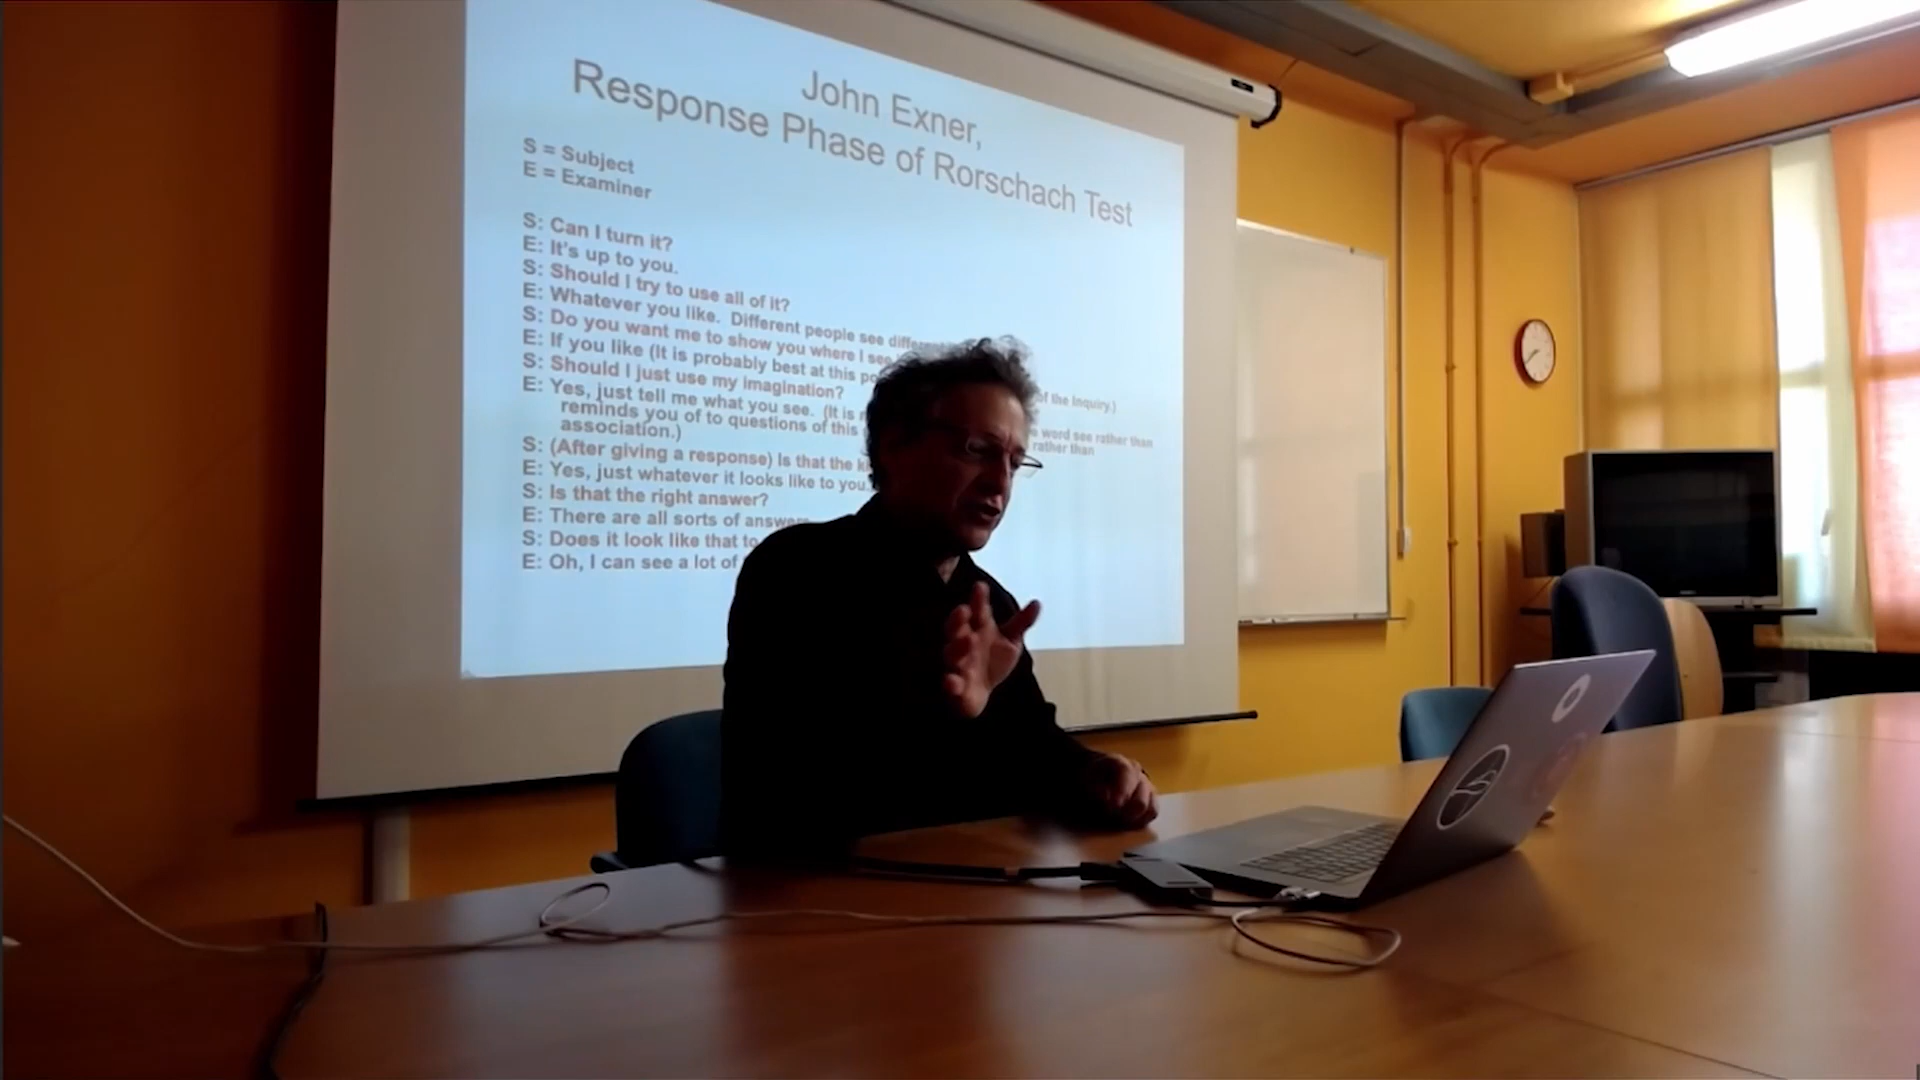 John Exner,
Response Phase of Rorschach Test
S = Subject
E = Examiner
S: Can I turn it?
E: It's up to you.
S: Should I try to use all of it?
E: Whatever you like. Different people see
S: Do you want me to show you where I see
E: If you like (It is probably best at this of the Inquiry.)
S: Should I just use my imagination?
E: Yes, just tell me what you see. (It is word see rather than
reminds you of to questions of this rather than
association.)
S: (After giving a response) Is that the
E: Yes, just whatever it looks like to you.
S: Is that the right answer?
E: There are all sorts of
S: Does it look like that to
E: Oh, I can see a lot of